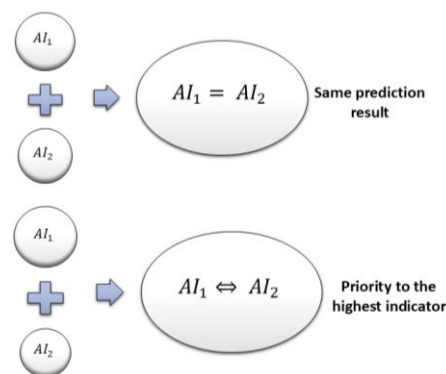 AI₁
AI₁ = AI₂
Same prediction
result
AI₂
AI₁
AI₁ ⇔ AI₂
Priority to the
highest indicator
AI₂